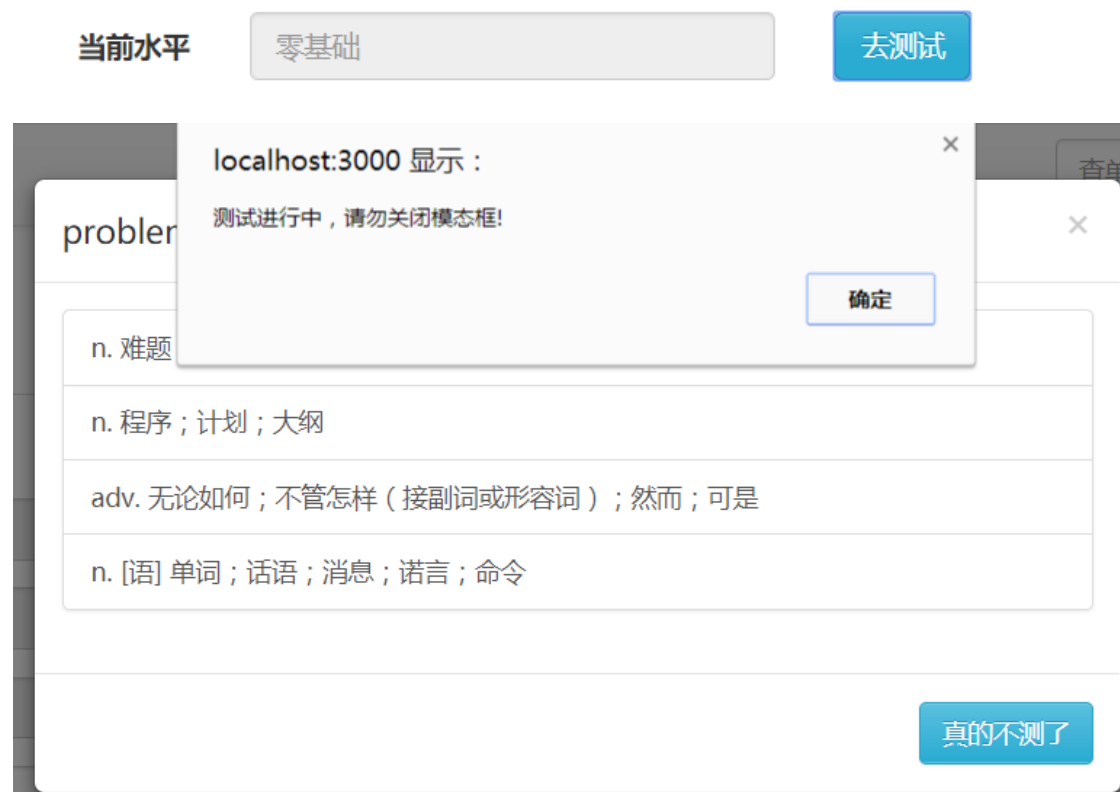 当前水平 零基础 去测试
查单
localhost:3000 显示：
×
测试进行中，请勿关闭模态框!
problem
×
确定
n. 难题
n. 程序；计划；大纲
adv. 无论如何；不管怎样（接副词或形容词）；然而；可是
n. [语] 单词；话语；消息；诺言；命令
真的不测了